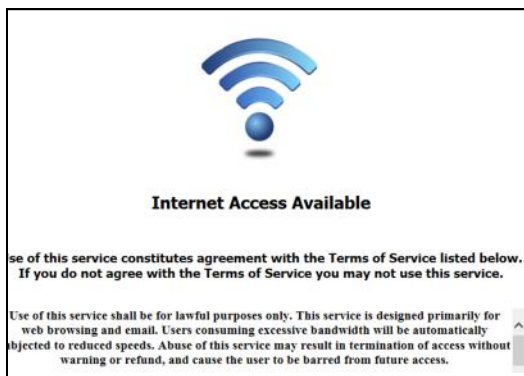 Internet Access Available
se of this service constitutes agreement with the Terms of Service listed below.
If you do not agree with the Terms of Service you may not use this service.
Use of this service shall be for lawful purposes only. This service is designed primarily for
web browsing and email. Users consuming excessive bandwidth will be automatically
bjected to reduced speeds. Abuse of this service may result in termination of access without
warning or refund, and cause the user to be barred from future access.